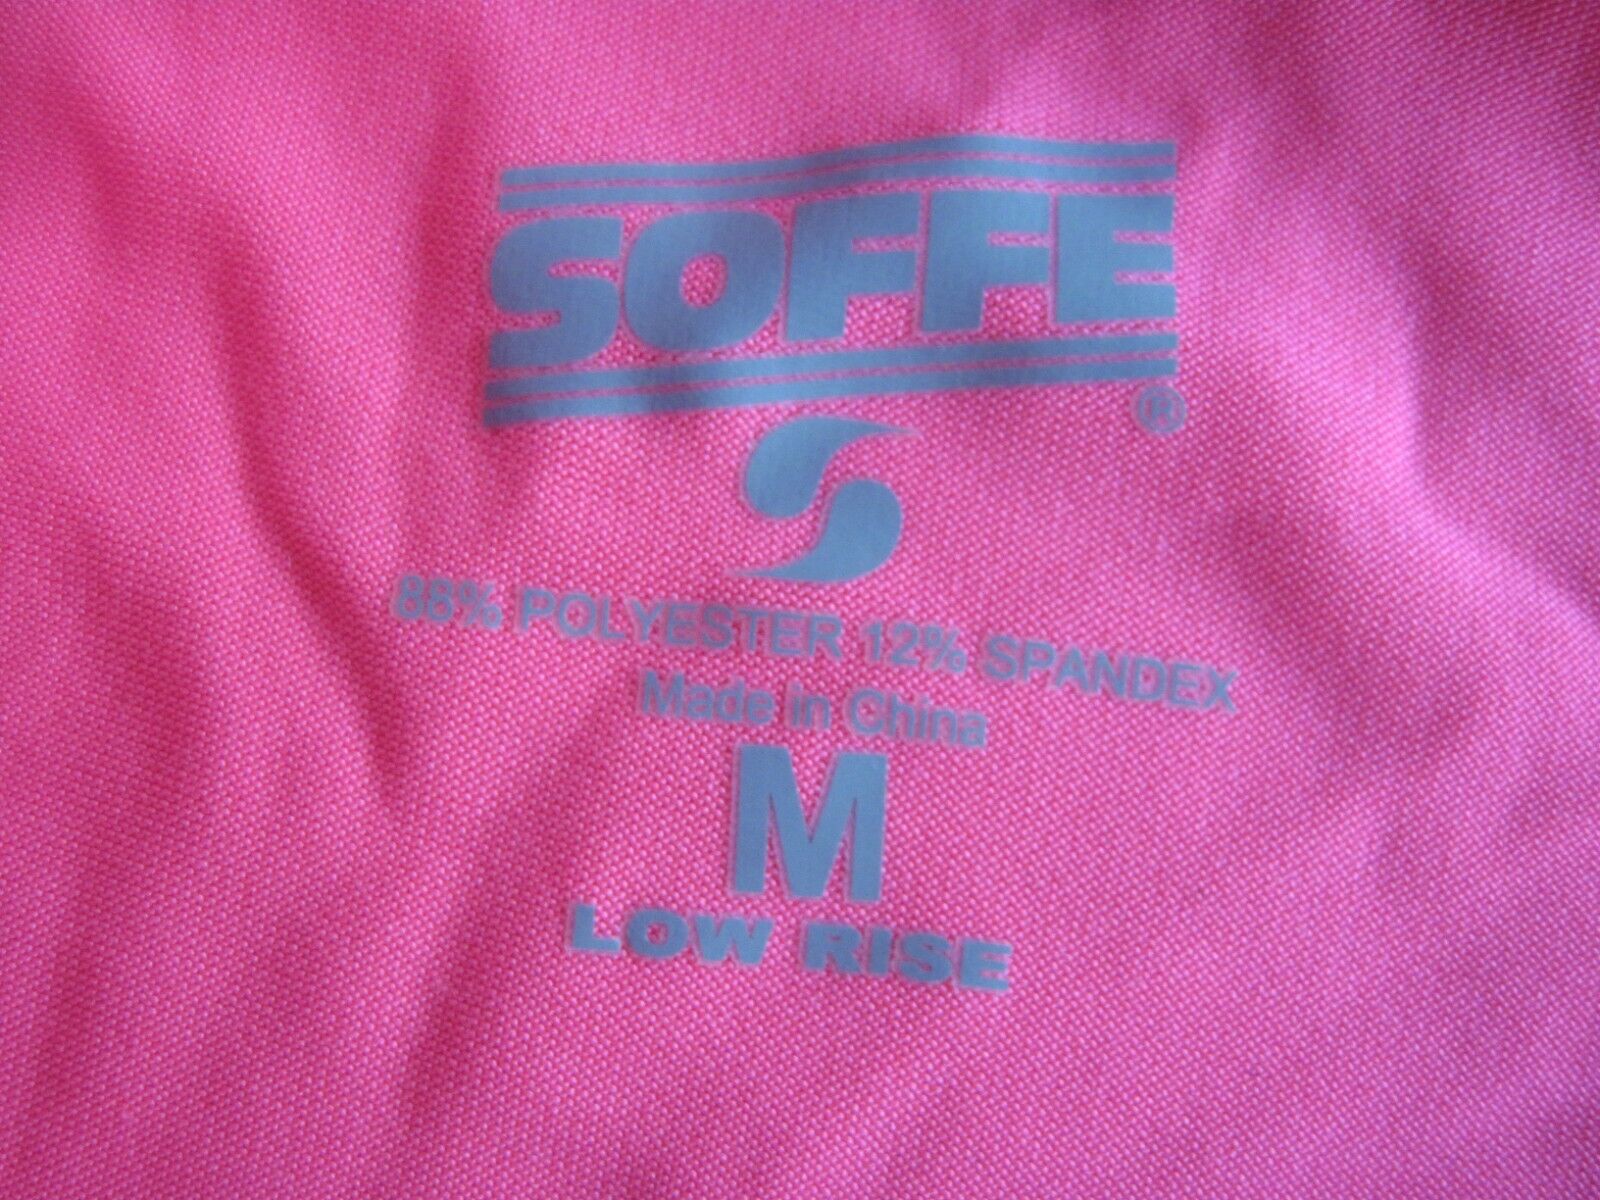 SOFFE
®
88% POLYESTER 12% SPANDEX
Made in China
M
LOW RISE